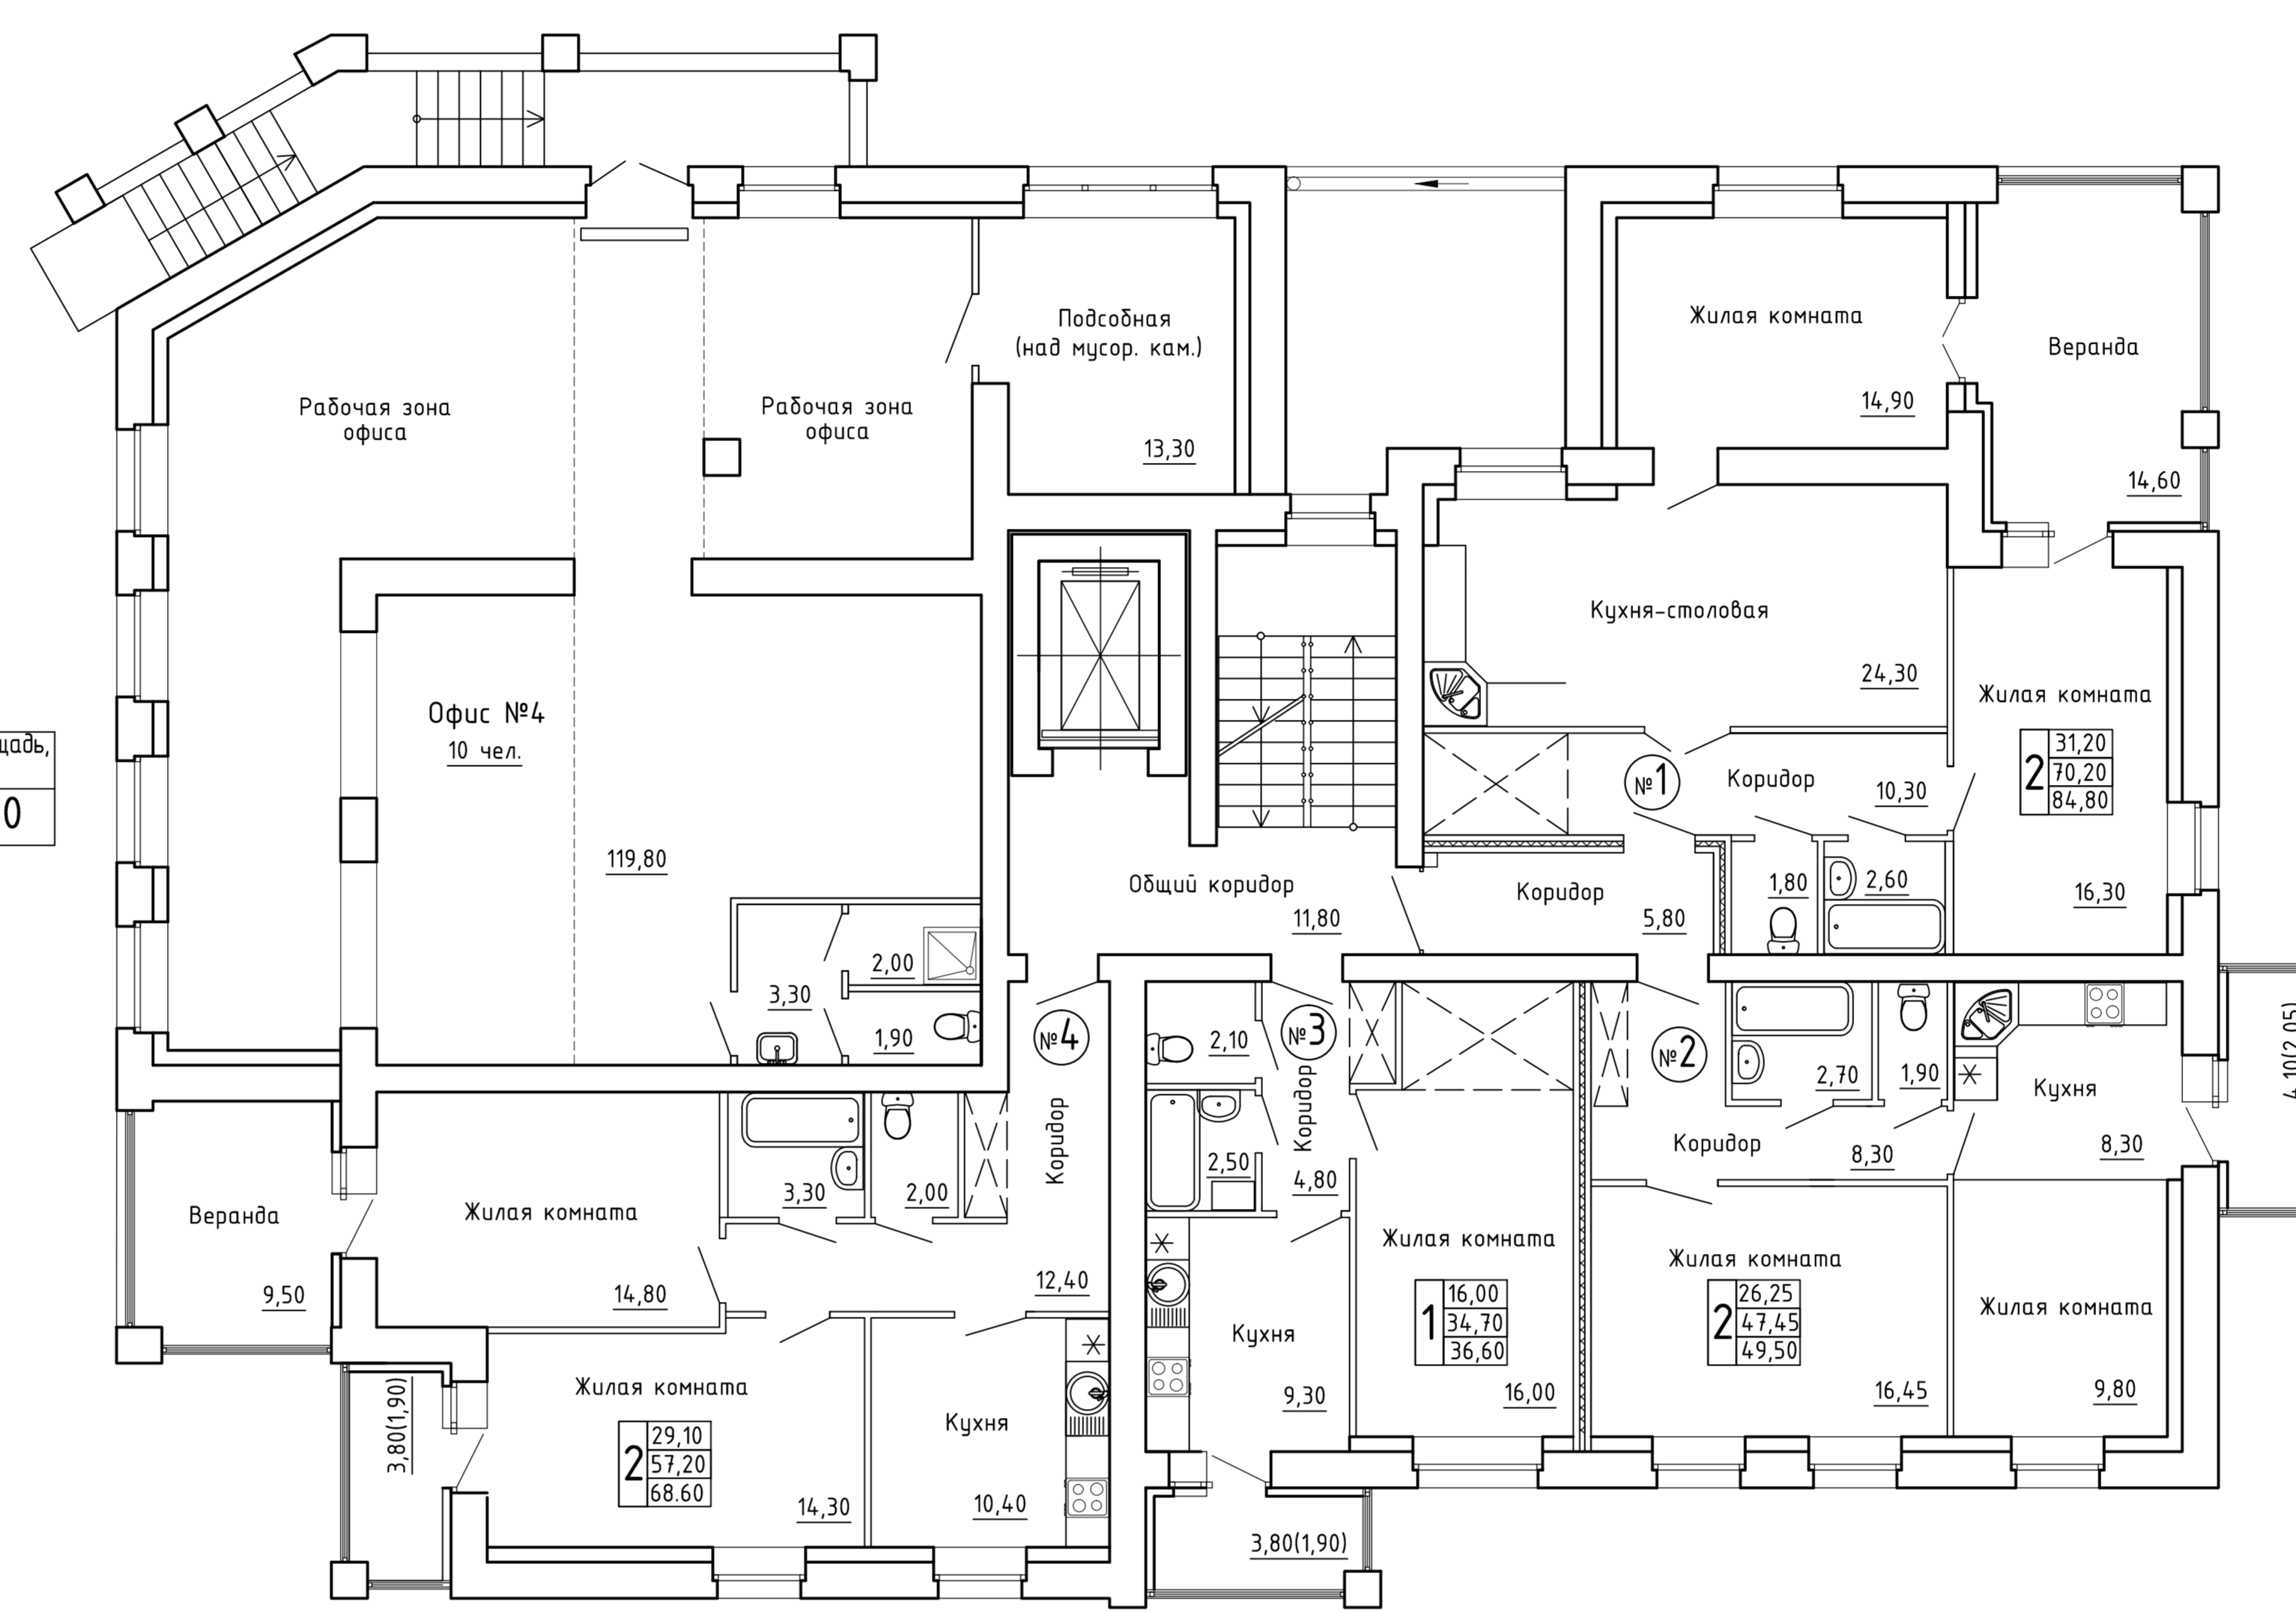 Подсобная
(над мусор. кам.)
13,30
Рабочая зона
офиса
Рабочая зона
офиса
Жилая комната
14,90
Веранда
14,60
Кухня-столовая
24,30
Офис №4
10 чел.
119,80
щадь,
0
Жилая комната
2
31,20
70,20
84,80
16,30
№1
Коридор
10,30
1,80
2,60
Общий коридор
11,80
Коридор
5,80
3,30
2,00
1,90
№4
Коридор
12,40
№3
Коридор
4,80
2,10
2,50
№2
2,70
1,90
Коридор
8,30
Кухня
8,30
4,10(2,05)
Веранда
9,50
Жилая комната
14,80
3,30
2,00
Жилая комната
2
29,10
57,20
68.60
14,30
3,80(1,90)
Кухня
10,40
Кухня
9,30
3,80(1,90)
Жилая комната
1
16,00
34,70
36,60
16,00
Жилая комната
2
26,25
47,45
49,50
16,45
Жилая комната
9,80